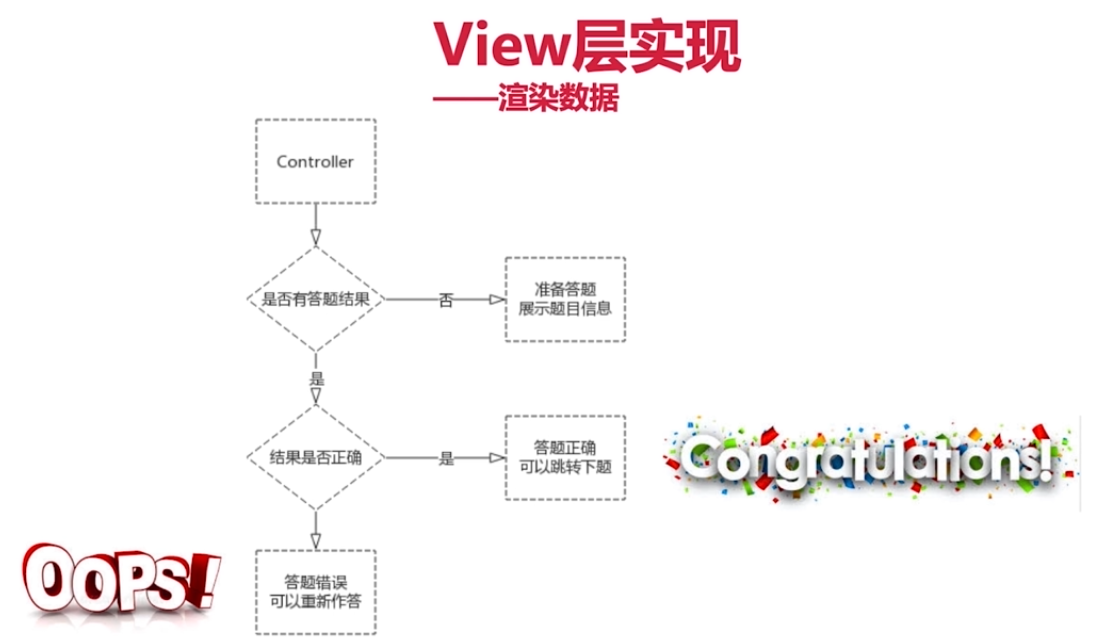 View层实现
——渲染数据
Controller
是否有答题结果
否
准备答题
展示题目信息
是
结果是否正确
是
答题正确
可以跳转下题
Congratulations!
OOPS!
答题错误
可以重新作答